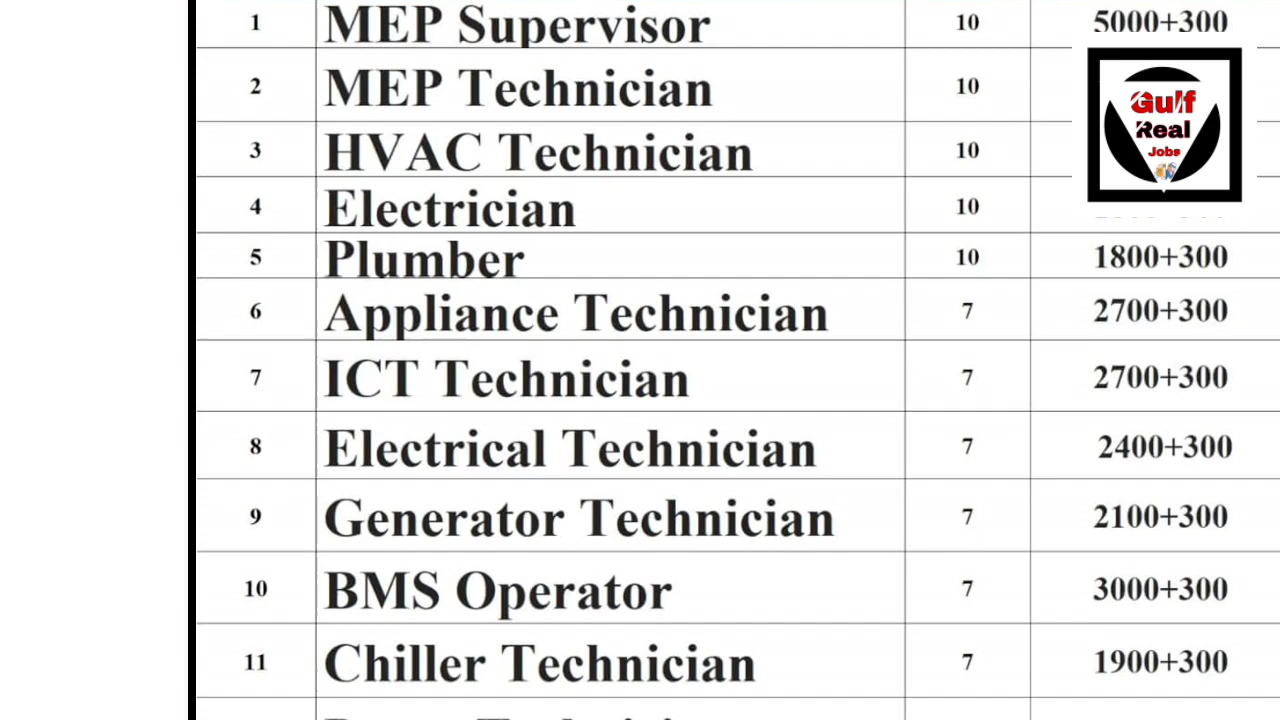 1 MEP Supervisor 10 5000+300
2 MEP Technician 10
Gulf
Real
Jobs
3 HVAC Technician 10
4 Electrician 10
5 Plumber 10 1800+300
6 Appliance Technician 7 2700+300
7 ICT Technician 7 2700+300
8 Electrical Technician 7 2400+300
9 Generator Technician 7 2100+300
10 BMS Operator 7 3000+300
11 Chiller Technician 7 1900+300